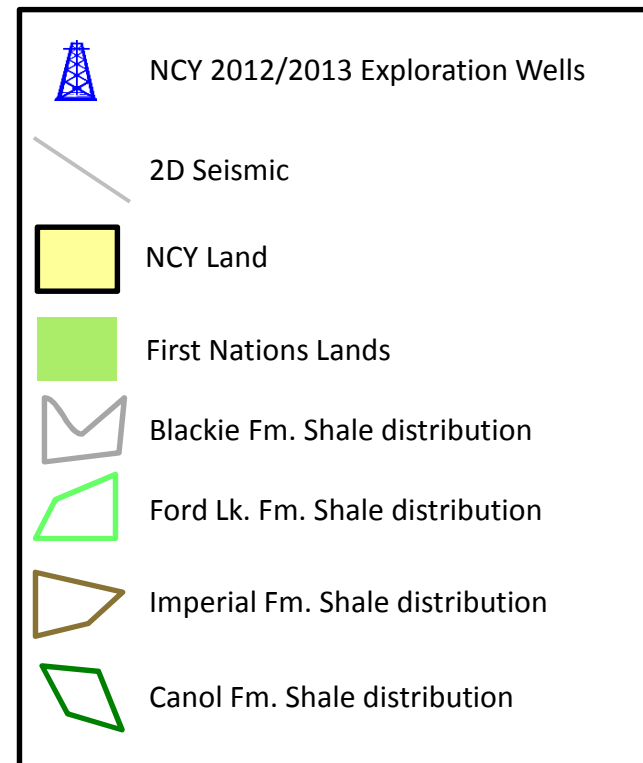 NCY 2012/2013 Exploration Wells
2D Seismic
NCY Land
First Nations Lands
Blackie Fm. Shale distribution
Ford Lk. Fm. Shale distribution
Imperial Fm. Shale distribution
Canol Fm. Shale distribution